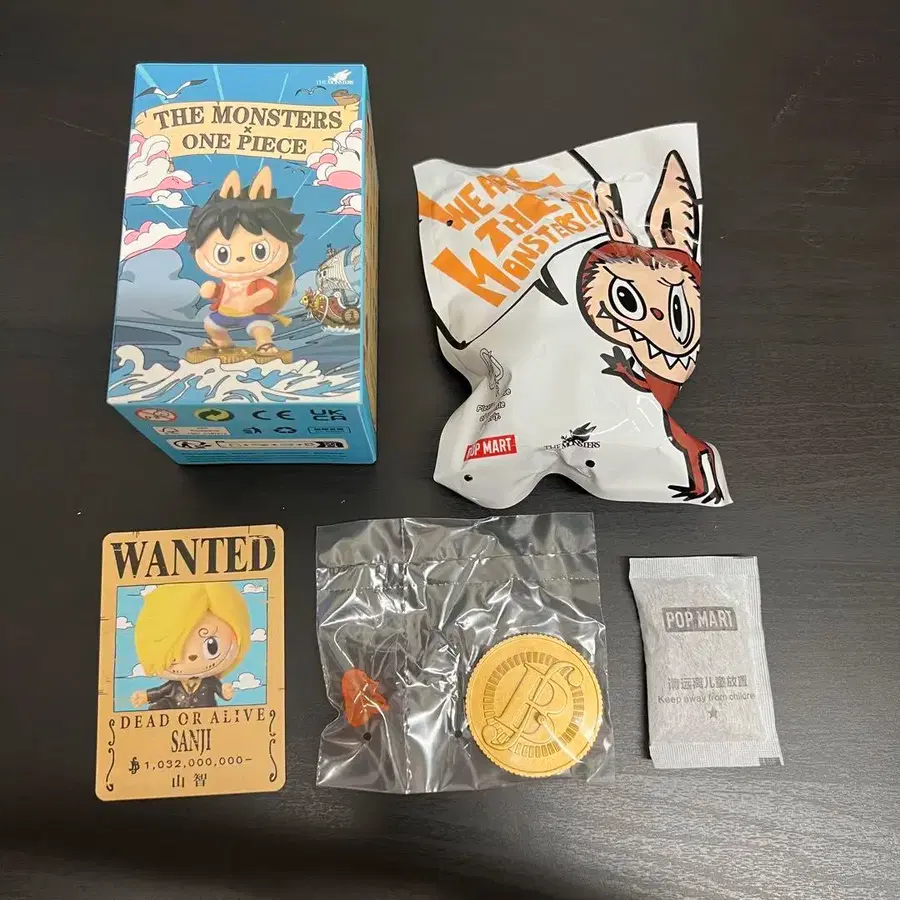 THE MONSTERS
THE MONSTERS
×
ONE PIECE
CE
UK
CA
WE ARE
THE
MONSTERS!!
POP MART
THE MONSTERS
WANTED
DEAD OR ALIVE
SANJI
1,032,000,000-
山智
POP MART
请远离儿童放置
Keep away from childre